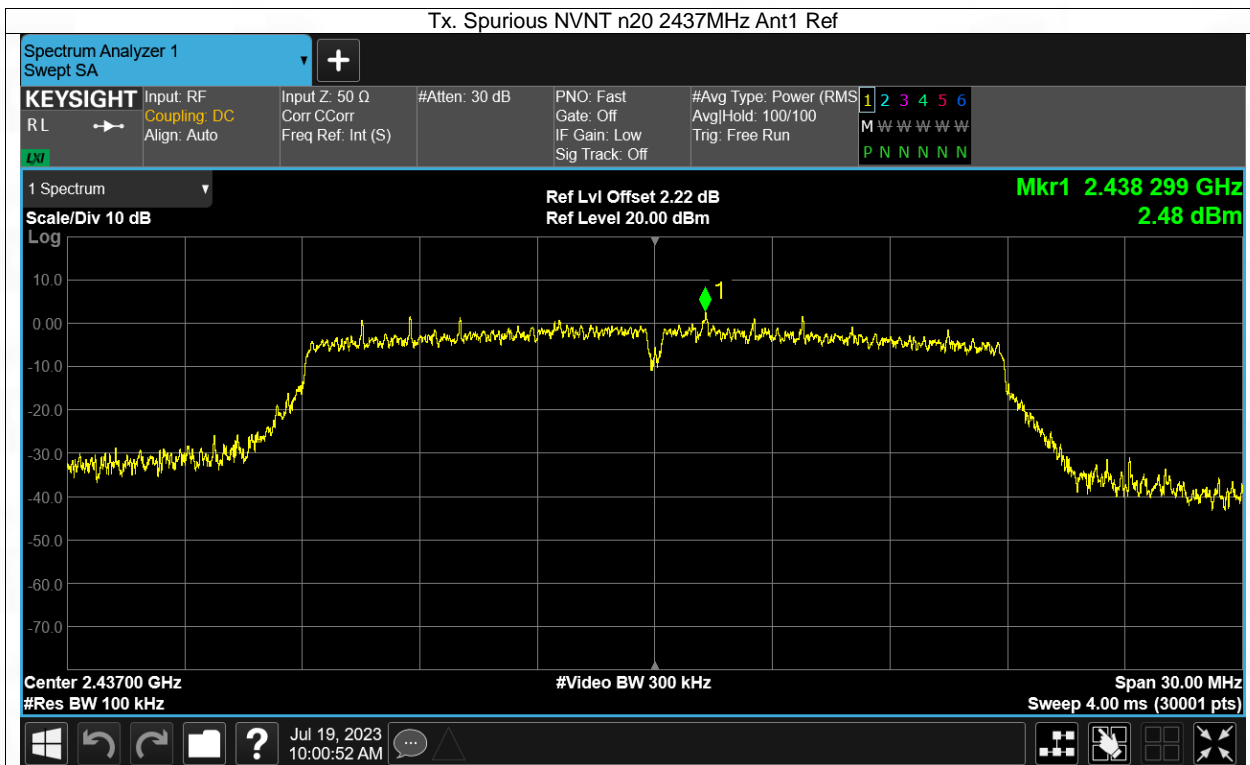 Tx. Spurious NVNT n20 2437MHz Ant1 Ref
Spectrum Analyzer 1
Swept SA
KEYSIGHT
RL
LXI
Input: RF
Coupling: DC
Align: Auto
Input Z: 50 Ω
Corr CCorr
Freq Ref: Int (S)
#Atten: 30 dB
PNO: Fast
Gate: Off
IF Gain: Low
Sig Track: Off
#Avg Type: Power (RMS
Avg|Hold: 100/100
Trig: Free Run
1 2 3 4 5 6
M W W W W W
P N N N N N
1 Spectrum
Scale/Div 10 dB
Log
Ref Lvl Offset 2.22 dB
Ref Level 20.00 dBm
Mkr1 2.438 299 GHz
2.48 dBm
1
10.0
0.00
-10.0
-20.0
-30.0
-40.0
-50.0
-60.0
-70.0
Center 2.43700 GHz
#Res BW 100 kHz
#Video BW 300 kHz
Span 30.00 MHz
Sweep 4.00 ms (30001 pts)
?
Jul 19, 2023
10:00:52 AM